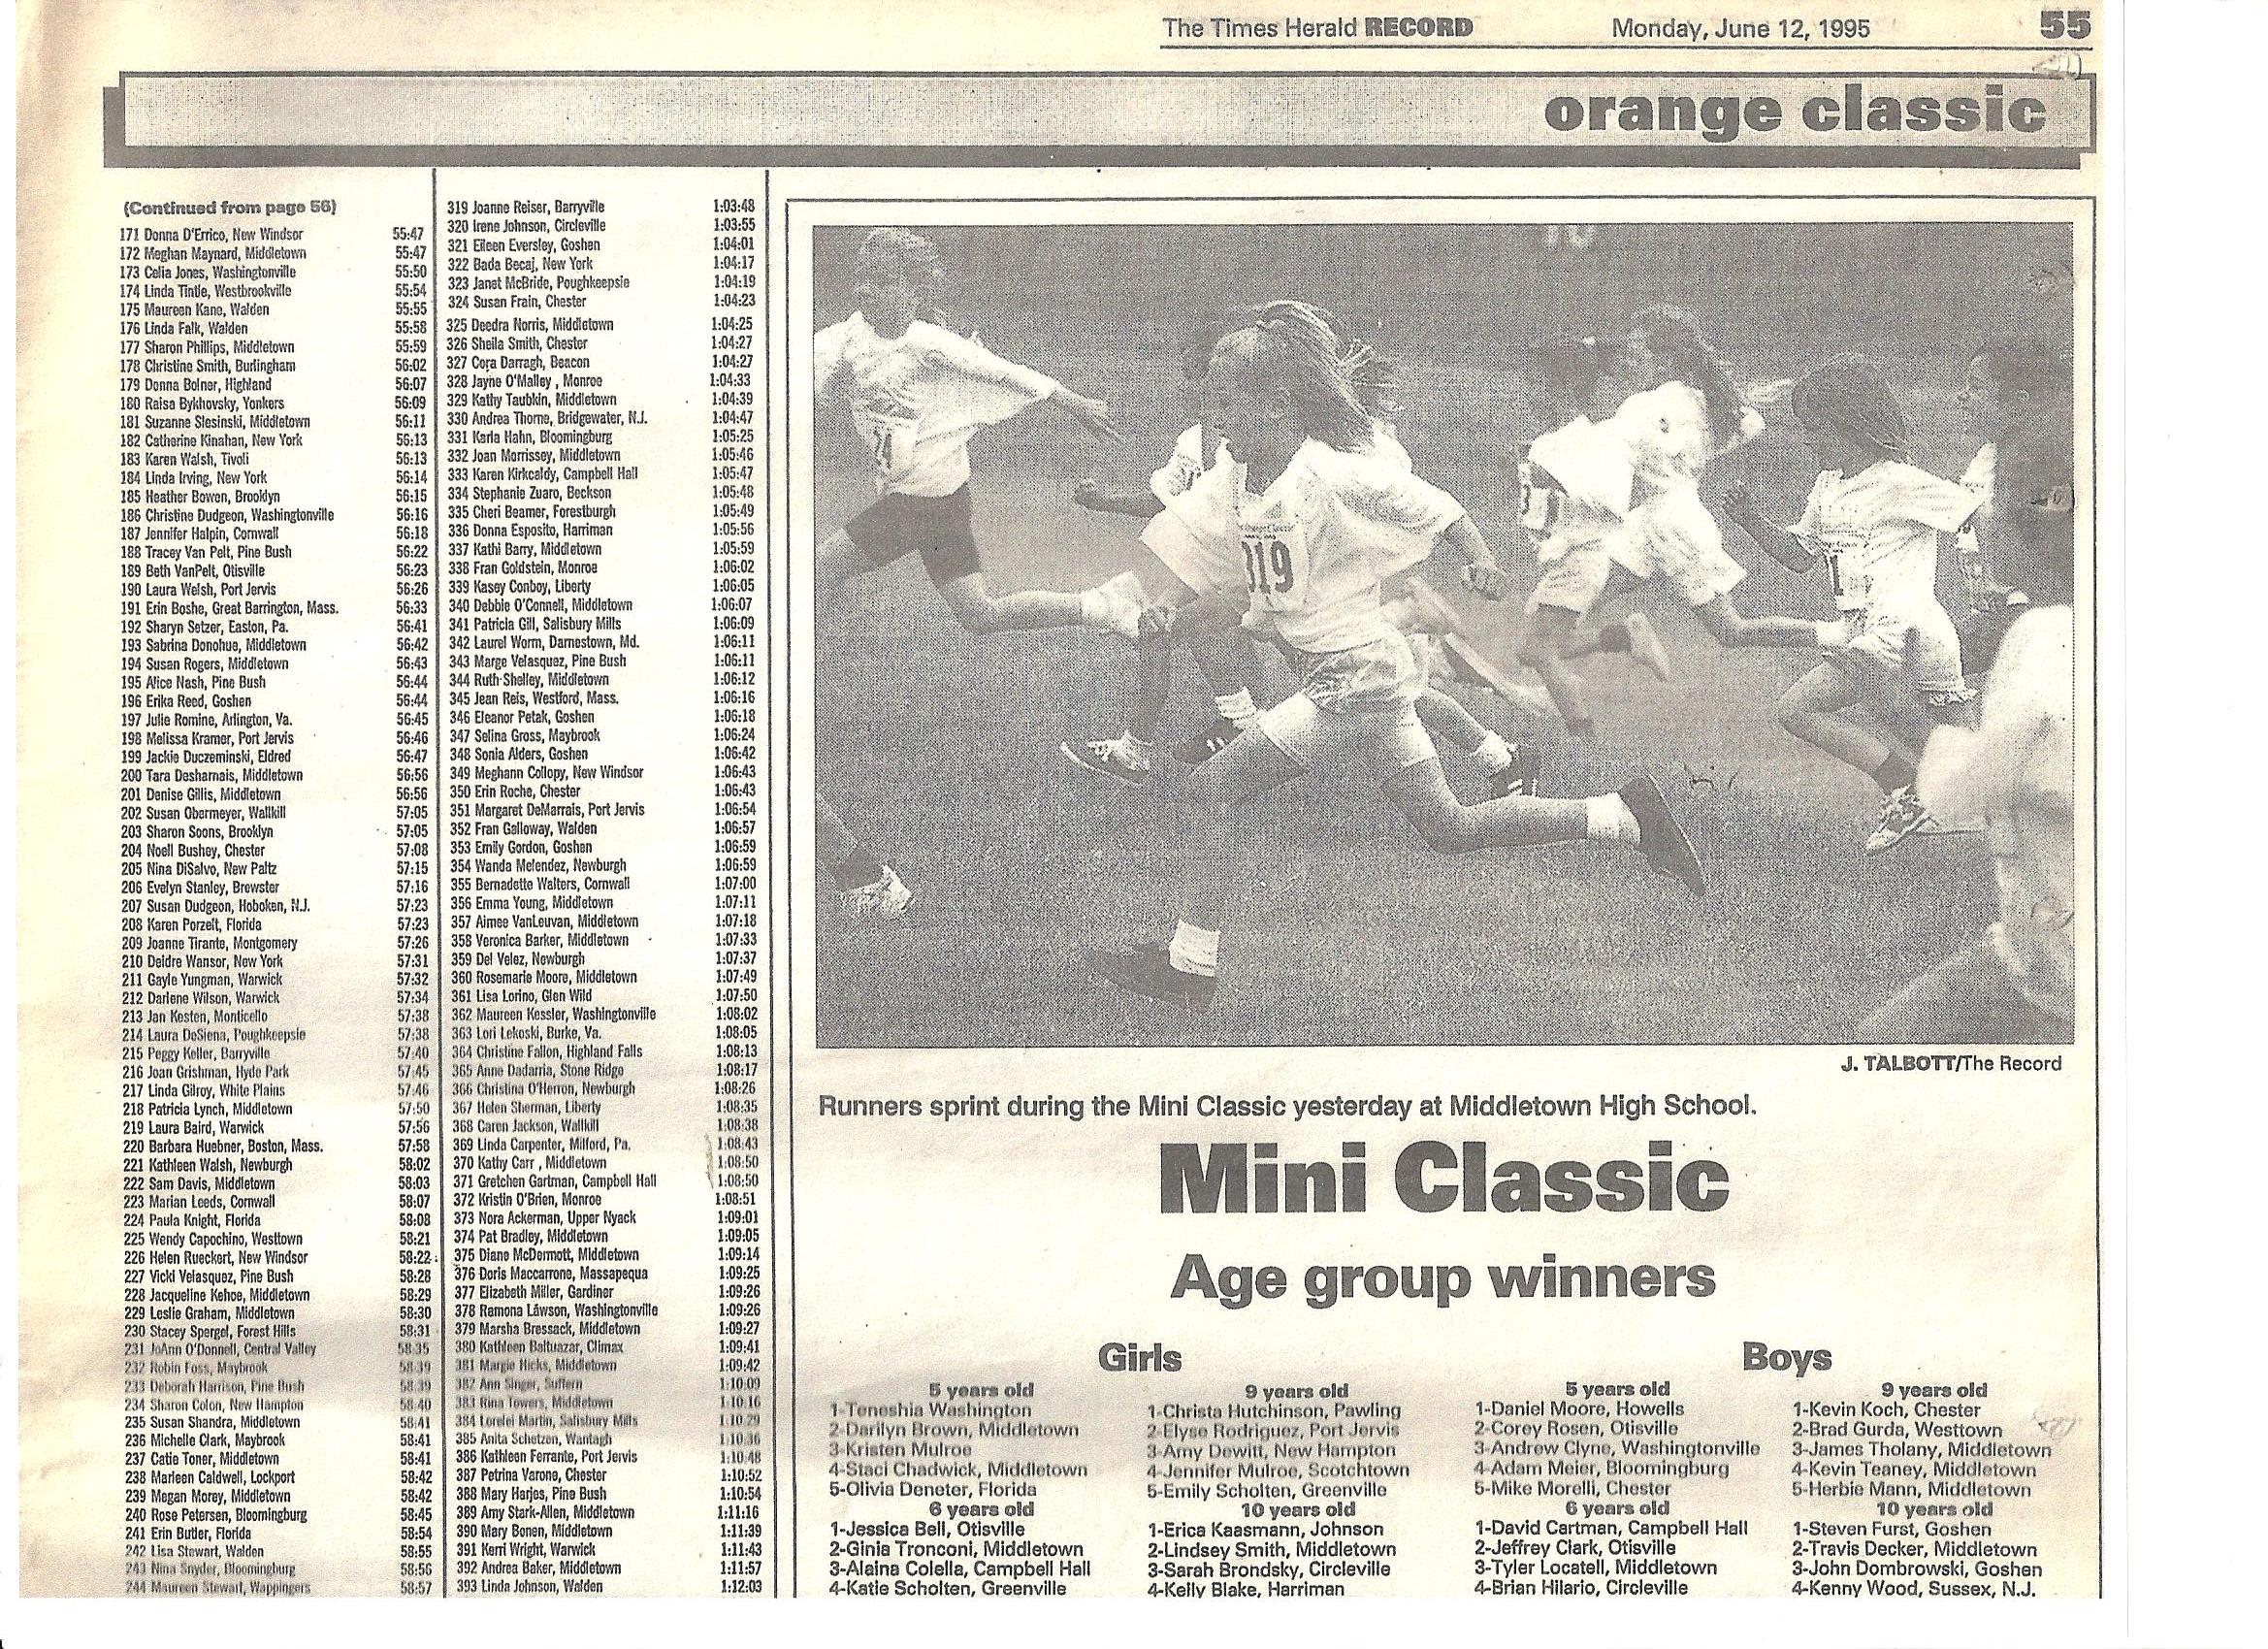 The Times Herald RECORD Monday, June 12, 1995 55
orange classic
(Continued from page 56)
171 Donna D'Errico, New Windsor 55:47
172 Meghan Maynard, Middletown 55:47
173 Celia Jones, Washingtonville 55:50
174 Linda Tintle, Westbrookville 55:54
175 Maureen Kane, Walden 55:55
176 Linda Falk, Walden 55:58
177 Sharon Phillips, Middletown 55:59
178 Christine Smith, Burlingham 56:02
179 Donna Bolner, Highland 56:07
180 Raisa Bykhovsky, Yonkers 56:09
181 Suzanne Slesinski, Middletown 56:11
182 Catherine Kinahan, New York 56:13
183 Karen Walsh, Tivoli 56:13
184 Linda Irving, New York 56:14
185 Heather Bowen, Brooklyn 56:15
186 Christine Dudgeon, Washingtonville 56:16
187 Jennifer Halpin, Cornwall 56:18
188 Tracey Van Pelt, Pine Bush 56:22
189 Beth VanPelt, Otisville 56:23
190 Laura Welsh, Port Jervis 56:26
191 Erin Boshe, Great Barrington, Mass. 56:33
192 Sharyn Setzer, Easton, Pa. 56:41
193 Sabrina Donohue, Middletown 56:42
194 Susan Rogers, Middletown 56:43
195 Alice Nash, Pine Bush 56:44
196 Erika Reed, Goshen 56:44
197 Julie Romine, Arlington, Va. 56:45
198 Melissa Kramer, Port Jervis 56:46
199 Jackie Duczeminski, Eldred 56:47
200 Tara Desharnais, Middletown 56:56
201 Denise Gillis, Middletown 56:56
202 Susan Obermeyer, Wallkill 57:05
203 Sharon Soons, Brooklyn 57:05
204 Noell Bushey, Chester 57:08
205 Nina DiSalvo, New Paltz 57:15
206 Evelyn Stanley, Brewster 57:16
207 Susan Dudgeon, Hoboken, N.J. 57:23
208 Karen Porzelt, Florida 57:23
209 Joanne Tirante, Montgomery 57:26
210 Deidre Wansor, New York 57:31
211 Gayle Yungman, Warwick 57:32
212 Darlene Wilson, Warwick 57:34
213 Jan Kesten, Monticello 57:38
214 Laura DeSiena, Poughkeepsie 57:38
215 Peggy Keller, Barryville 57:40
216 Joan Grishman, Hyde Park 57:45
217 Linda Gilroy, White Plains 57:46
218 Patricia Lynch, Middletown 57:50
219 Laura Baird, Warwick 57:56
220 Barbara Huebner, Boston, Mass. 57:58
221 Kathleen Walsh, Newburgh 58:02
222 Sam Davis, Middletown 58:03
223 Marian Leeds, Cornwall 58:07
224 Paula Knight, Florida 58:08
225 Wendy Capochino, Westtown 58:21
226 Helen Rueckert, New Windsor 58:22
227 Vicki Velasquez, Pine Bush 58:28
228 Jacqueline Kehoe, Middletown 58:29
229 Leslie Graham, Middletown 58:30
230 Stacey Spergel, Forest Hills 58:31
231 JoAnn O'Donnell, Central Valley 58:35
232 Robin Foss, Maybrook 58:39
233 Deborah Harrison, Pine Bush 58:39
234 Sharon Colon, New Hampton 58:40
235 Susan Shandra, Middletown 58:41
236 Michelle Clark, Maybrook 58:41
237 Catie Toner, Middletown 58:41
238 Marleen Caldwell, Lockport 58:42
239 Megan Morey, Middletown 58:42
240 Rose Petersen, Bloomingburg 58:45
241 Erin Butler, Florida 58:54
242 Lisa Stewart, Walden 58:55
243 Nina Snyder, Bloomingburg 58:56
244 Maureen Stewart, Wappingers 58:57
319 Joanne Reiser, Barryville 1:03:48
320 Irene Johnson, Circleville 1:03:55
321 Eileen Eversley, Goshen 1:04:01
322 Bada Becaj, New York 1:04:17
323 Janet McBride, Poughkeepsie 1:04:19
324 Susan Frain, Chester 1:04:23
325 Deedra Norris, Middletown 1:04:25
326 Sheila Smith, Chester 1:04:27
327 Cora Darragh, Beacon 1:04:27
328 Jayne O'Malley , Monroe 1:04:33
329 Kathy Taubkin, Middletown 1:04:39
330 Andrea Thorne, Bridgewater, N.J. 1:04:47
331 Karla Hahn, Bloomingburg 1:05:25
332 Joan Morrissey, Middletown 1:05:46
333 Karen Kirkcaldy, Campbell Hall 1:05:47
334 Stephanie Zuaro, Beckson 1:05:48
335 Cheri Beamer, Forestburgh 1:05:49
336 Donna Esposito, Harriman 1:05:56
337 Kathi Barry, Middletown 1:05:59
338 Fran Goldstein, Monroe 1:06:02
339 Kasey Conboy, Liberty 1:06:05
340 Debbie O'Connell, Middletown 1:06:07
341 Patricia Gill, Salisbury Mills 1:06:09
342 Laurel Worm, Darnestown, Md. 1:06:11
343 Marge Velasquez, Pine Bush 1:06:11
344 Ruth Shelley, Middletown 1:06:12
345 Jean Reis, Westford, Mass. 1:06:16
346 Eleanor Petak, Goshen 1:06:18
347 Selina Gross, Maybrook 1:06:24
348 Sonia Alders, Goshen 1:06:42
349 Meghann Collopy, New Windsor 1:06:43
350 Erin Roche, Chester 1:06:43
351 Margaret DeMarrais, Port Jervis 1:06:54
352 Fran Galloway, Walden 1:06:57
353 Emily Gordon, Goshen 1:06:59
354 Wanda Melendez, Newburgh 1:06:59
355 Bernadette Walters, Cornwall 1:07:00
356 Emma Young, Middletown 1:07:11
357 Aimee VanLeuvan, Middletown 1:07:18
358 Veronica Barker, Middletown 1:07:33
359 Del Velez, Newburgh 1:07:37
360 Rosemarie Moore, Middletown 1:07:49
361 Lisa Lorino, Glen Wild 1:07:50
362 Maureen Kessler, Washingtonville 1:08:02
363 Lori Lekoski, Burke, Va. 1:08:05
364 Christine Fallon, Highland Falls 1:08:13
365 Anne Dadarria, Stone Ridge 1:08:17
366 Christina O'Herron, Newburgh 1:08:26
367 Helen Sherman, Liberty 1:08:35
368 Caren Jackson, Wallkill 1:08:38
369 Linda Carpenter, Milford, Pa. 1:08:43
370 Kathy Carr , Middletown 1:08:50
371 Gretchen Gartman, Campbell Hall 1:08:50
372 Kristin O'Brien, Monroe 1:08:51
373 Nora Ackerman, Upper Nyack 1:09:01
374 Pat Bradley, Middletown 1:09:05
375 Diane McDermott, Middletown 1:09:14
376 Doris Maccarrone, Massapequa 1:09:25
377 Elizabeth Miller, Gardiner 1:09:26
378 Ramona Lawson, Washingtonville 1:09:26
379 Marsha Bressack, Middletown 1:09:27
380 Kathleen Baltuazar, Climax 1:09:41
381 Margie Hicks, Middletown 1:09:42
382 Ann Singer, Suffern 1:10:09
383 Rina Towers, Middletown 1:10:16
384 Lorelei Martin, Salisbury Mills 1:10:29
385 Anita Schetzen, Wantagh 1:10:36
386 Kathleen Ferrante, Port Jervis 1:10:48
387 Petrina Varone, Chester 1:10:52
388 Mary Harjes, Pine Bush 1:10:54
389 Amy Stark-Allen, Middletown 1:11:16
390 Mary Bonen, Middletown 1:11:39
391 Kerri Wright, Warwick 1:11:43
392 Andrea Baker, Middletown 1:11:57
393 Linda Johnson, Walden 1:12:03
319
J. TALBOTT/The Record
Runners sprint during the Mini Classic yesterday at Middletown High School.
Mini Classic
Age group winners
Girls
5 years old
1-Teneshia Washington
2-Darilyn Brown, Middletown
3-Kristen Mulroe
4-Staci Chadwick, Middletown
5-Olivia Deneter, Florida
6 years old
1-Jessica Bell, Otisville
2-Ginia Tronconi, Middletown
3-Alaina Colella, Campbell Hall
4-Katie Scholten, Greenville
9 years old
1-Christa Hutchinson, Pawling
2-Elyse Rodriguez, Port Jervis
3-Amy Dewitt, New Hampton
4-Jennifer Mulroe, Scotchtown
5-Emily Scholten, Greenville
10 years old
1-Erica Kaasmann, Johnson
2-Lindsey Smith, Middletown
3-Sarah Brondsky, Circleville
4-Kelly Blake, Harriman
Boys
5 years old
1-Daniel Moore, Howells
2-Corey Rosen, Otisville
3-Andrew Clyne, Washingtonville
4-Adam Meier, Bloomingburg
5-Mike Morelli, Chester
6 years old
1-David Cartman, Campbell Hall
2-Jeffrey Clark, Otisville
3-Tyler Locatell, Middletown
4-Brian Hilario, Circleville
9 years old
1-Kevin Koch, Chester
2-Brad Gurda, Westtown
3-James Tholany, Middletown
4-Kevin Teaney, Middletown
5-Herbie Mann, Middletown
10 years old
1-Steven Furst, Goshen
2-Travis Decker, Middletown
3-John Dombrowski, Goshen
4-Kenny Wood, Sussex, N.J.